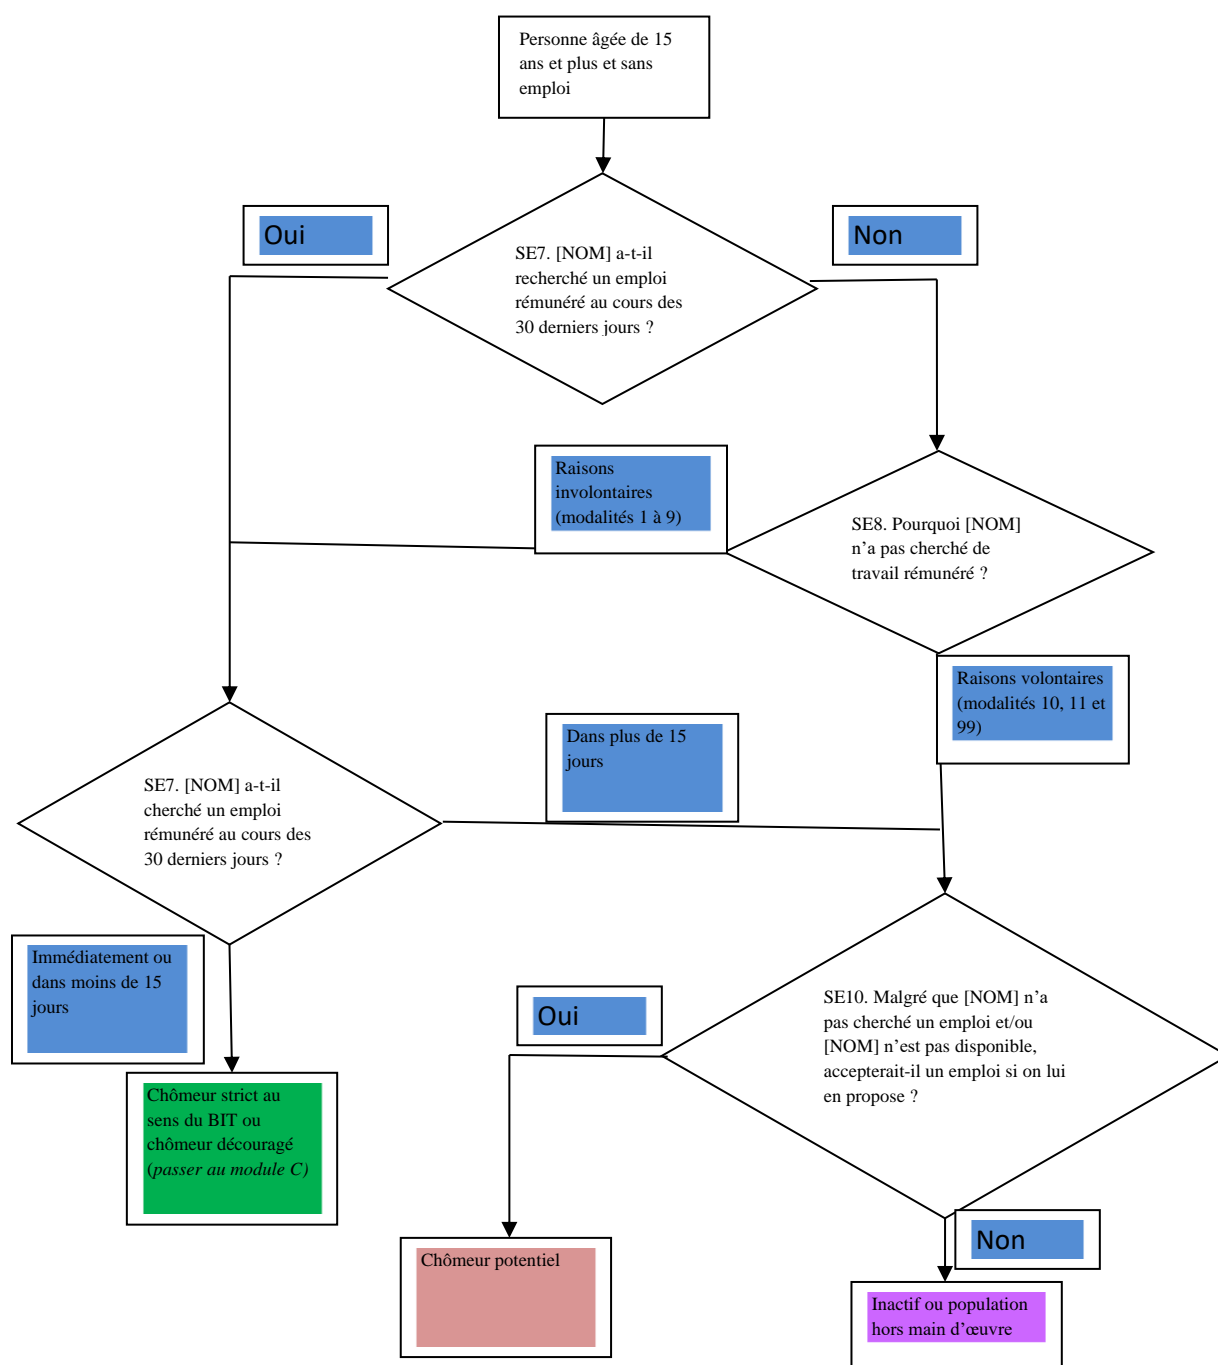 Personne âgée de 15
ans et plus et sans
emploi
Oui
Non
SE7. [NOM] a-t-il
recherché un emploi
rémunéré au cours des
30 derniers jours ?
Raisons
involontaires
(modalités 1 à 9)
SE8. Pourquoi [NOM]
n’a pas cherché de
travail rémunéré ?
Raisons volontaires
(modalités 10, 11 et
99)
Dans plus de 15
jours
SE7. [NOM] a-t-il
cherché un emploi
rémunéré au cours des
30 derniers jours ?
Immédiatement ou
dans moins de 15
jours
SE10. Malgré que [NOM] n’a
pas cherché un emploi et/ou
[NOM] n’est pas disponible,
accepterait-il un emploi si on lui
en propose ?
Oui
Chômeur strict au
sens du BIT ou
chômeur découragé
(passer au module C)
Non
Chômeur potentiel
Inactif ou population
hors main d’œuvre